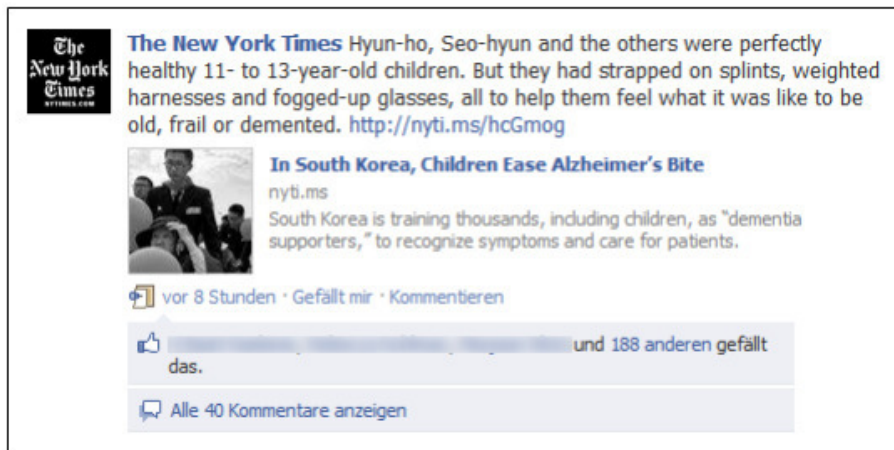 The
New York
Times
NYTIMES.COM
The New York Times Hyun-ho, Seo-hyun and the others were perfectly
healthy 11- to 13-year-old children. But they had strapped on splints, weighted
harnesses and fogged-up glasses, all to help them feel what it was like to be
old, frail or demented. http://nyti.ms/hcGmog
In South Korea, Children Ease Alzheimer's Bite
nyti.ms
South Korea is training thousands, including children, as “dementia
supporters,” to recognize symptoms and care for patients.
vor 8 Stunden · Gefällt mir · Kommentieren
und 188 anderen gefällt
das.
Alle 40 Kommentare anzeigen